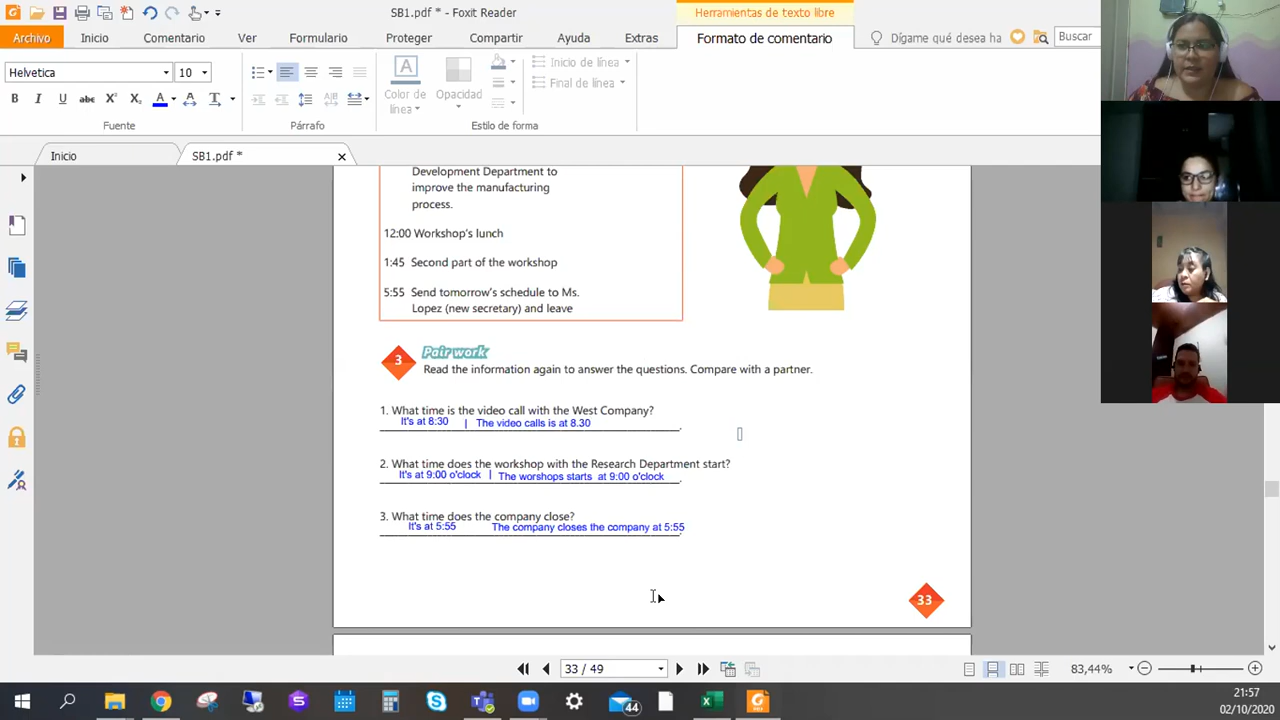 SB1.pdf * - Foxit Reader
Herramientas de texto libre
Archivo Inicio Comentario Ver Formulario Proteger Compartir Ayuda Extras Formato de comentario Dígame qué desea ha Buscar
Helvetica 10
Color de línea
Opacidad
Inicio de línea
Final de línea
Fuente Párrafo Estilo de forma
Inicio SB1.pdf *
Development Department to
improve the manufacturing
process.
12:00 Workshop's lunch
1:45 Second part of the workshop
5:55 Send tomorrow's schedule to Ms.
Lopez (new secretary) and leave
3 Pair work
Read the information again to answer the questions. Compare with a partner.
1. What time is the video call with the West Company?
It's at 8:30 | The video calls is at 8.30
2. What time does the workshop with the Research Department start?
It's at 9:00 o'clock | The worshops starts at 9:00 o'clock
3. What time does the company close?
It's at 5:55 The company closes the company at 5:55
33
33 / 49
83,44%
44
21:57
02/10/2020